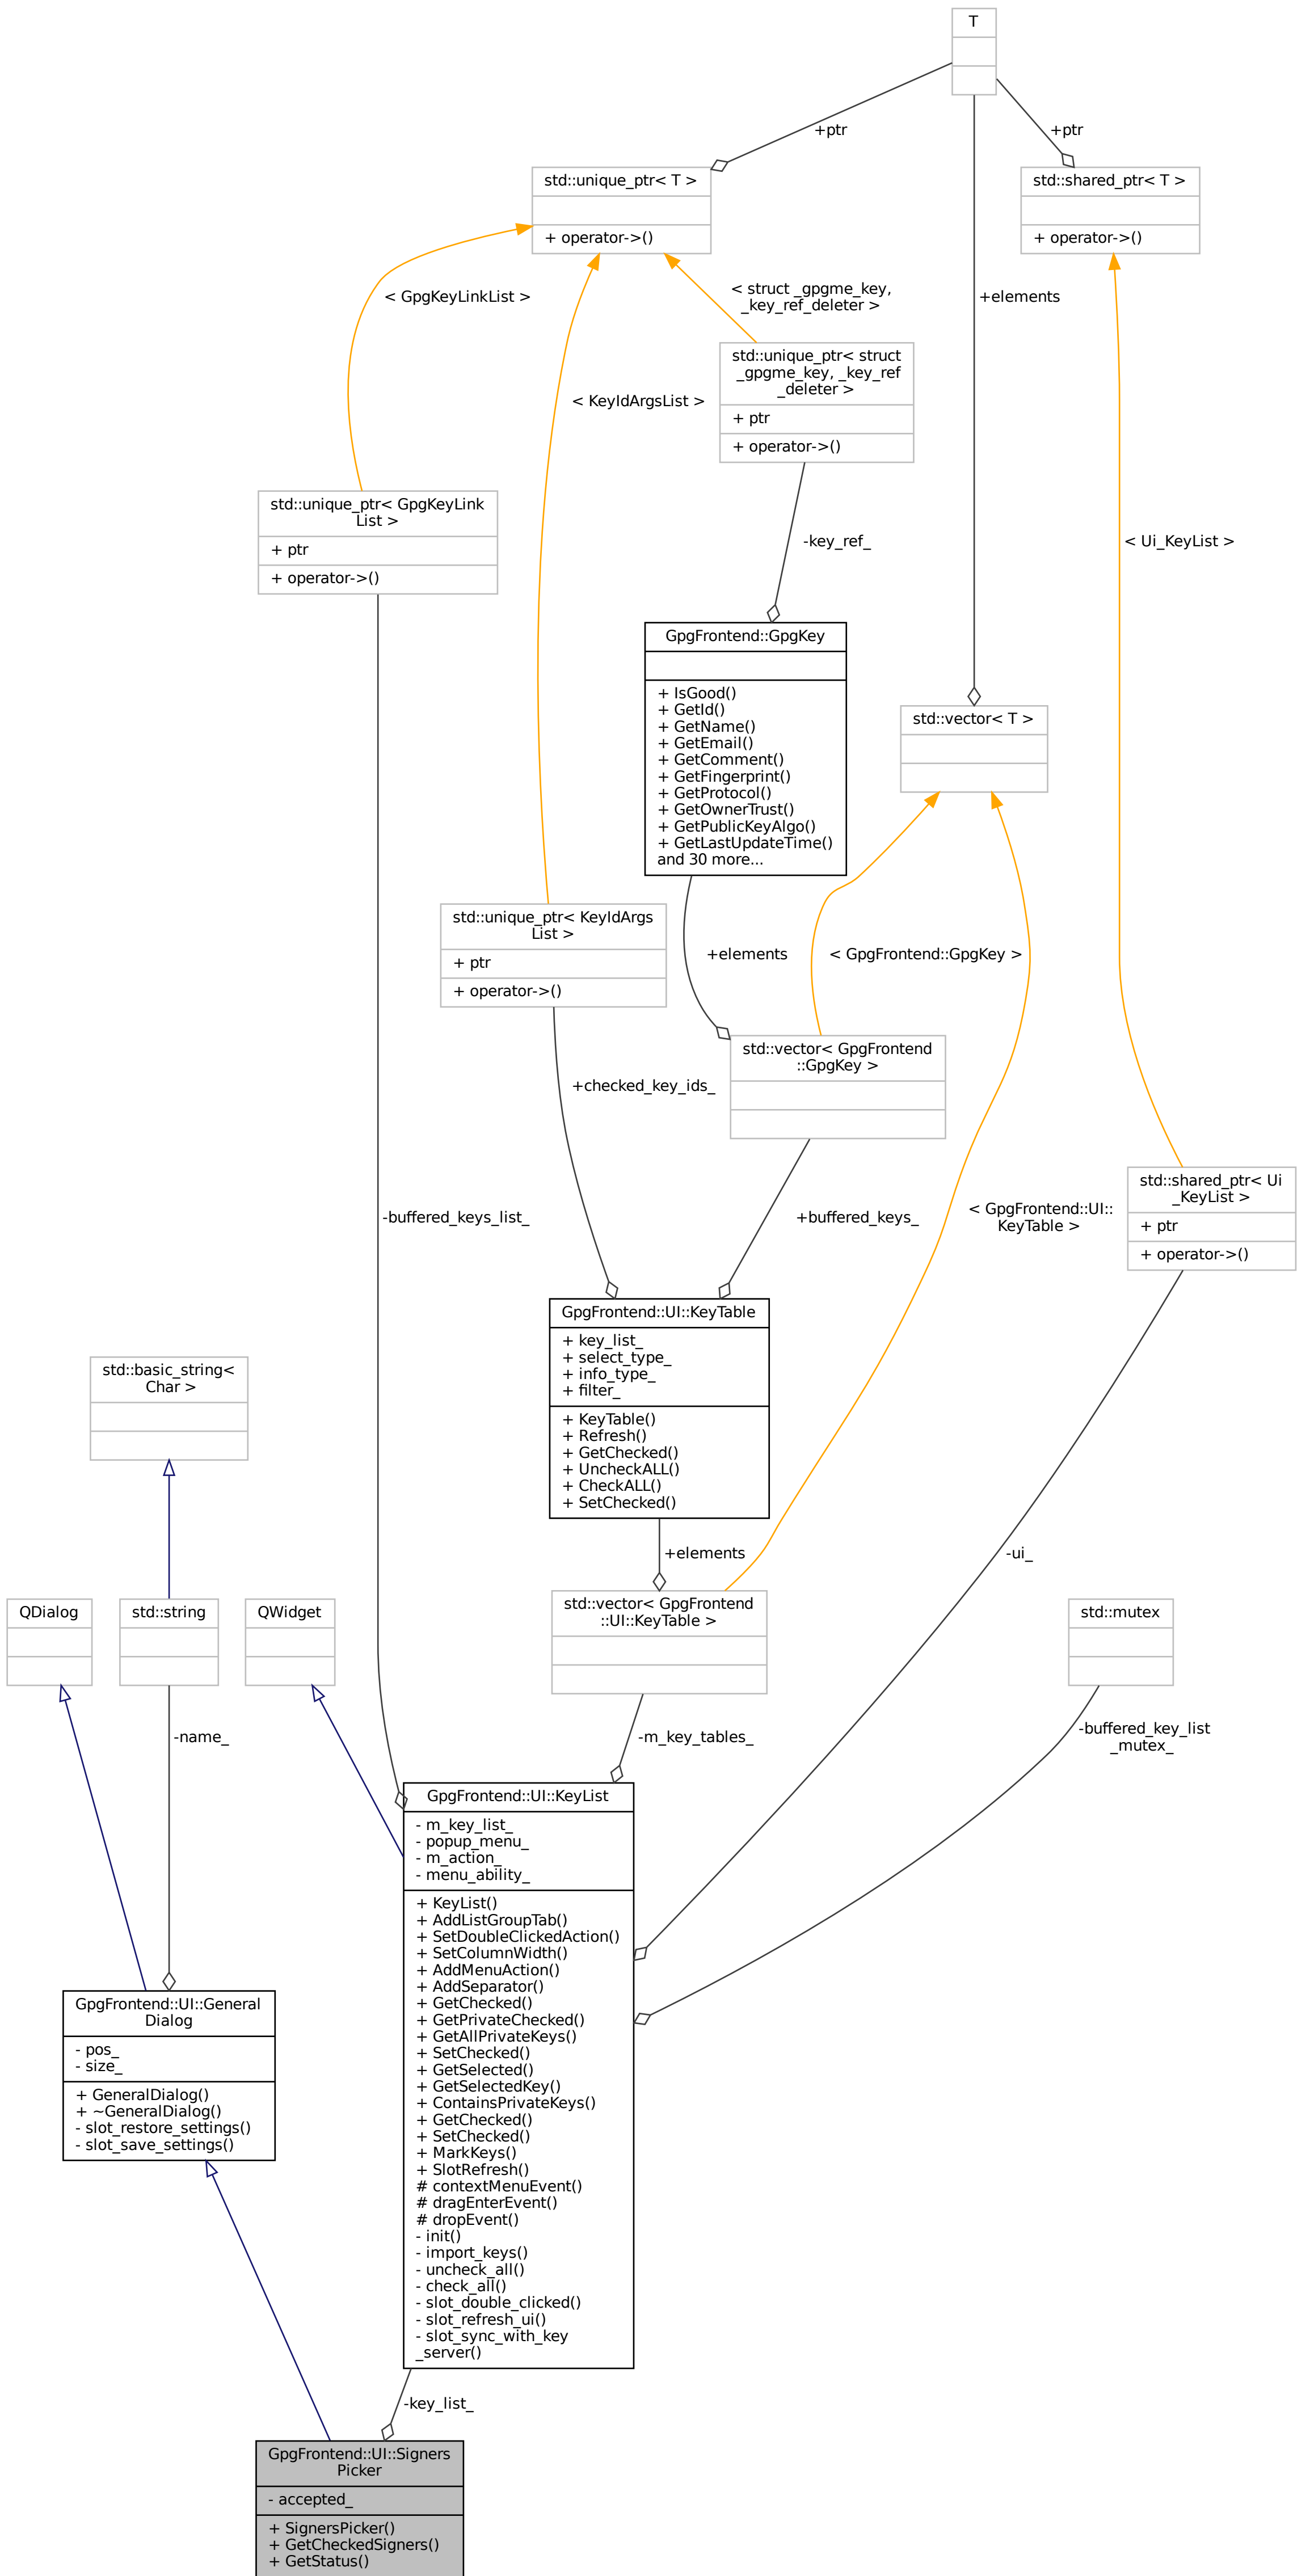 T
+ptr
+ptr
std::unique_ptr< T >
+ operator->()
std::shared_ptr< T >
+ operator->()
< GpgKeyLinkList >
< struct _gpgme_key,
_key_ref_deleter >
+elements
std::unique_ptr< struct
_gpgme_key, _key_ref
_deleter >
+ ptr
+ operator->()
< KeyIdArgsList >
std::unique_ptr< GpgKeyLink
List >
+ ptr
+ operator->()
-key_ref_
< Ui_KeyList >
GpgFrontend::GpgKey
+ IsGood()
+ GetId()
+ GetName()
+ GetEmail()
+ GetComment()
+ GetFingerprint()
+ GetProtocol()
+ GetOwnerTrust()
+ GetPublicKeyAlgo()
+ GetLastUpdateTime()
and 30 more...
std::vector< T >
std::unique_ptr< KeyIdArgs
List >
+ ptr
+ operator->()
+elements
< GpgFrontend::GpgKey >
std::vector< GpgFrontend
::GpgKey >
+checked_key_ids_
std::shared_ptr< Ui
_KeyList >
+ ptr
+ operator->()
-buffered_keys_list_
+buffered_keys_
< GpgFrontend::UI::
KeyTable >
GpgFrontend::UI::KeyTable
+ key_list_
+ select_type_
+ info_type_
+ filter_
+ KeyTable()
+ Refresh()
+ GetChecked()
+ UncheckALL()
+ CheckALL()
+ SetChecked()
std::basic_string<
Char >
+elements
-ui_
QDialog
std::string
QWidget
std::vector< GpgFrontend
::UI::KeyTable >
std::mutex
-name_
-m_key_tables_
-buffered_key_list
_mutex_
GpgFrontend::UI::KeyList
- m_key_list_
- popup_menu_
- m_action_
- menu_ability_
+ KeyList()
+ AddListGroupTab()
+ SetDoubleClickedAction()
+ SetColumnWidth()
+ AddMenuAction()
+ AddSeparator()
+ GetChecked()
+ GetPrivateChecked()
+ GetAllPrivateKeys()
+ SetChecked()
+ GetSelected()
+ GetSelectedKey()
+ ContainsPrivateKeys()
+ GetChecked()
+ SetChecked()
+ MarkKeys()
+ SlotRefresh()
# contextMenuEvent()
# dragEnterEvent()
# dropEvent()
- init()
- import_keys()
- uncheck_all()
- check_all()
- slot_double_clicked()
- slot_refresh_ui()
- slot_sync_with_key
_server()
GpgFrontend::UI::General
Dialog
- pos_
- size_
+ GeneralDialog()
+ ~GeneralDialog()
- slot_restore_settings()
- slot_save_settings()
-key_list_
GpgFrontend::UI::Signers
Picker
- accepted_
+ SignersPicker()
+ GetCheckedSigners()
+ GetStatus()